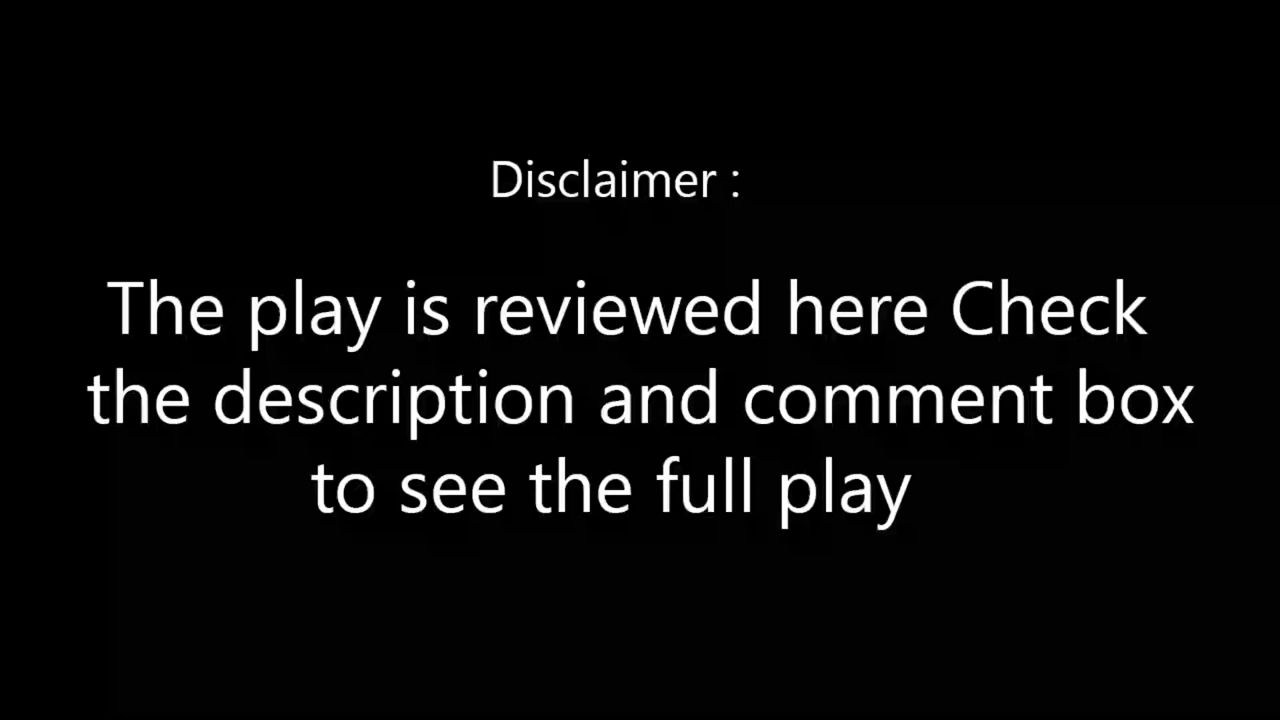 Disclaimer :
The play is reviewed here Check
the description and comment box
to see the full play